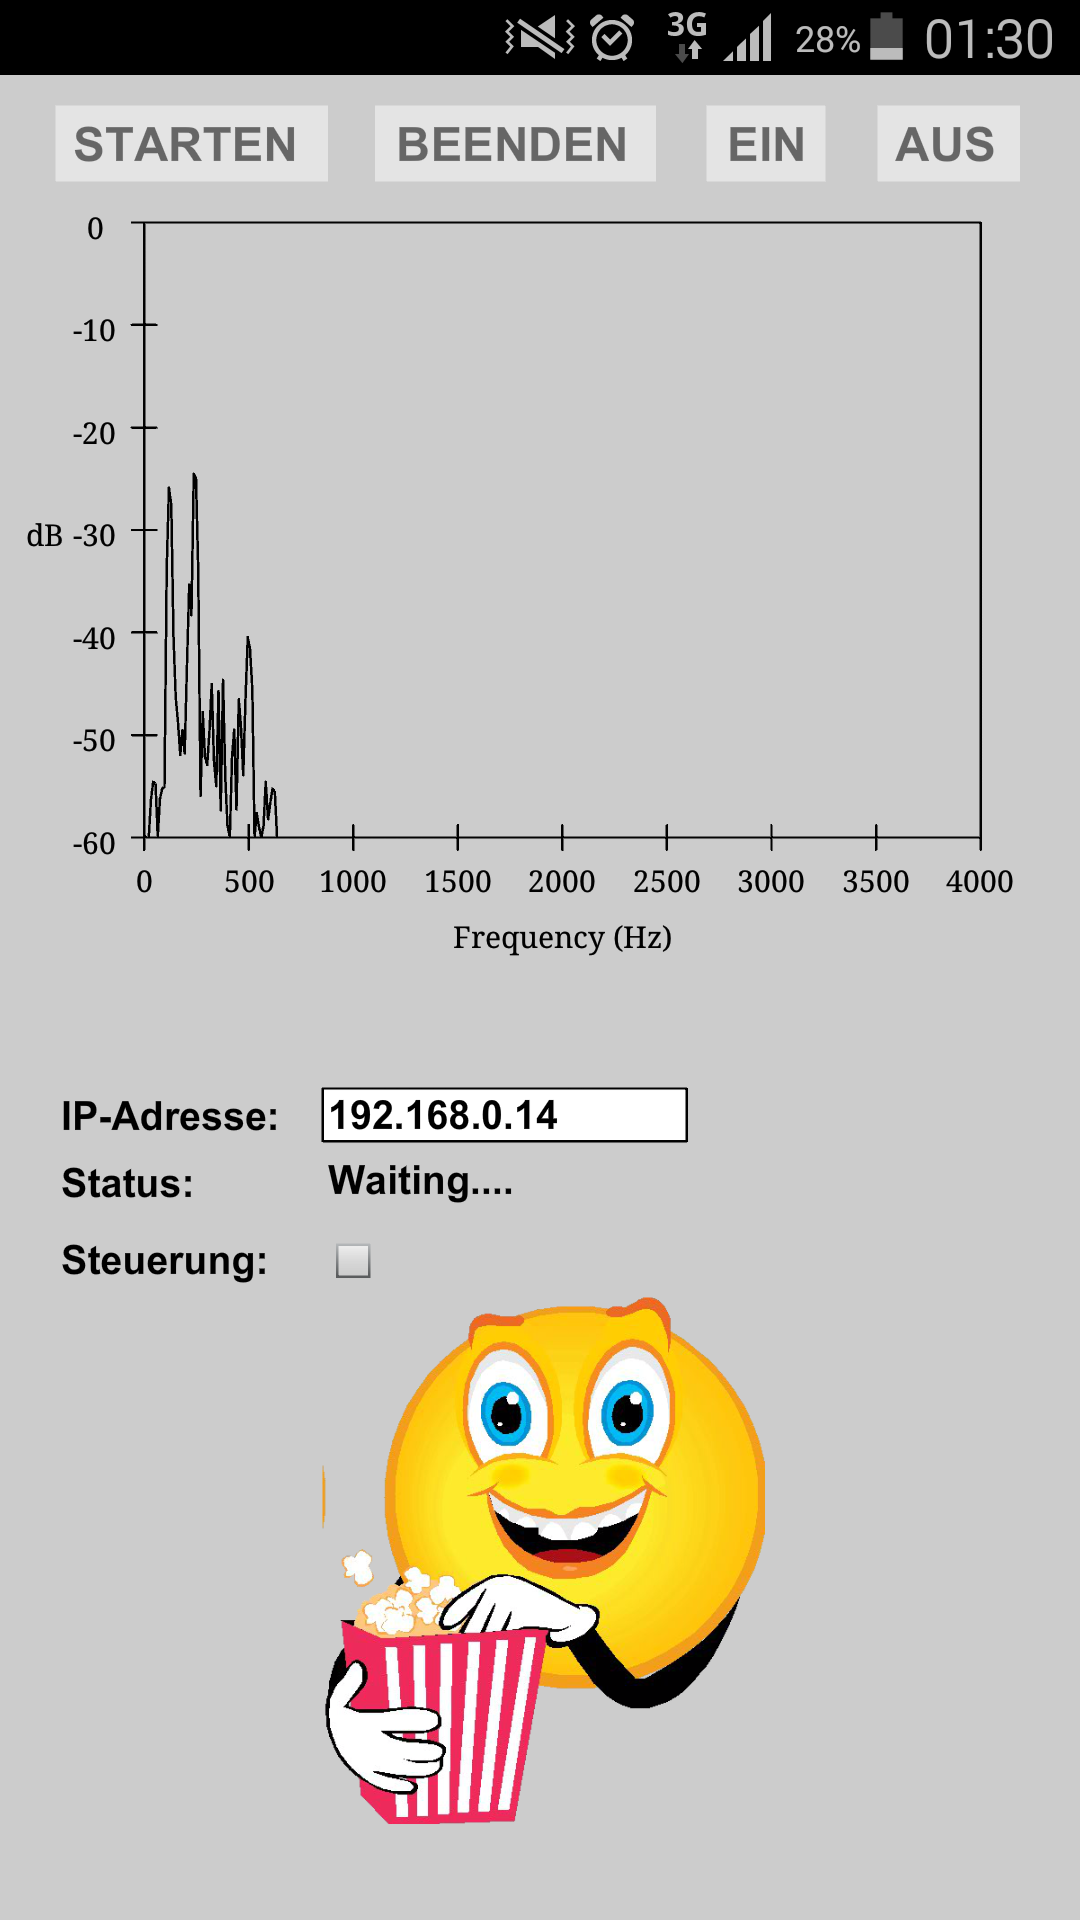 3G 28% 01:30
STARTEN BEENDEN EIN AUS
0
-10
-20
dB -30
-40
-50
-60
0 500 1000 1500 2000 2500 3000 3500 4000
Frequency (Hz)
IP-Adresse: 192.168.0.14
Status: Waiting....
Steuerung: